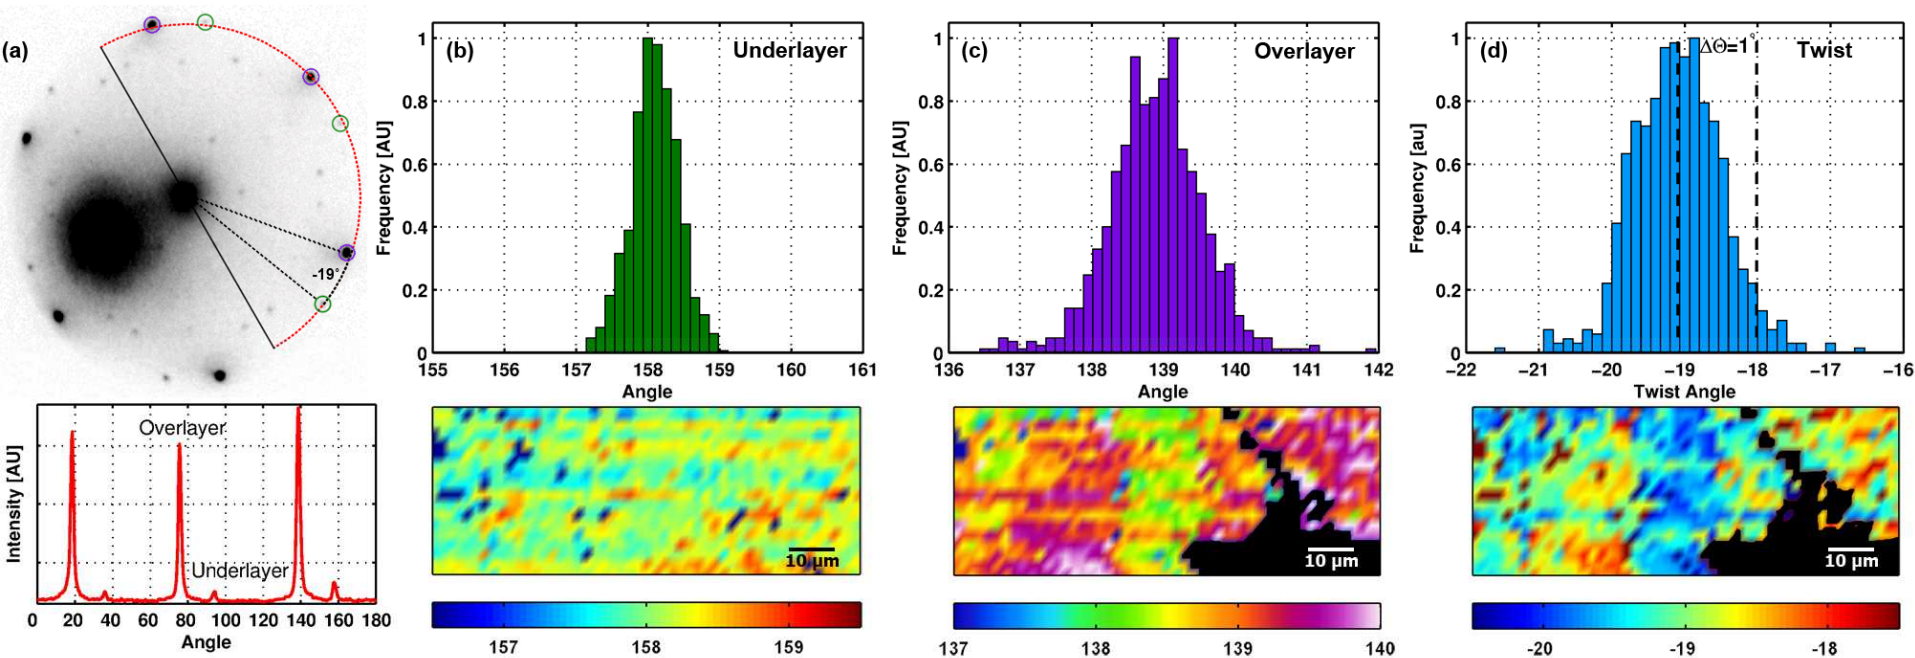 (a)
-19°
Intensity [AU]
Overlayer
Underlayer
0 20 40 60 80 100 120 140 160 180
Angle
(b)
Underlayer
Frequency [AU]
1
0.8
0.6
0.4
0.2
0
155 156 157 158 159 160 161
Angle
10 µm
157 158 159
(c)
Overlayer
Frequency [AU]
1
0.8
0.6
0.4
0.2
0
136 137 138 139 140 141 142
Angle
10 µm
137 138 139 140
(d)
ΔΘ=1°
Twist
Frequency [au]
1
0.8
0.6
0.4
0.2
0
−22 −21 −20 −19 −18 −17 −16
Twist Angle
10 µm
-20 -19 -18